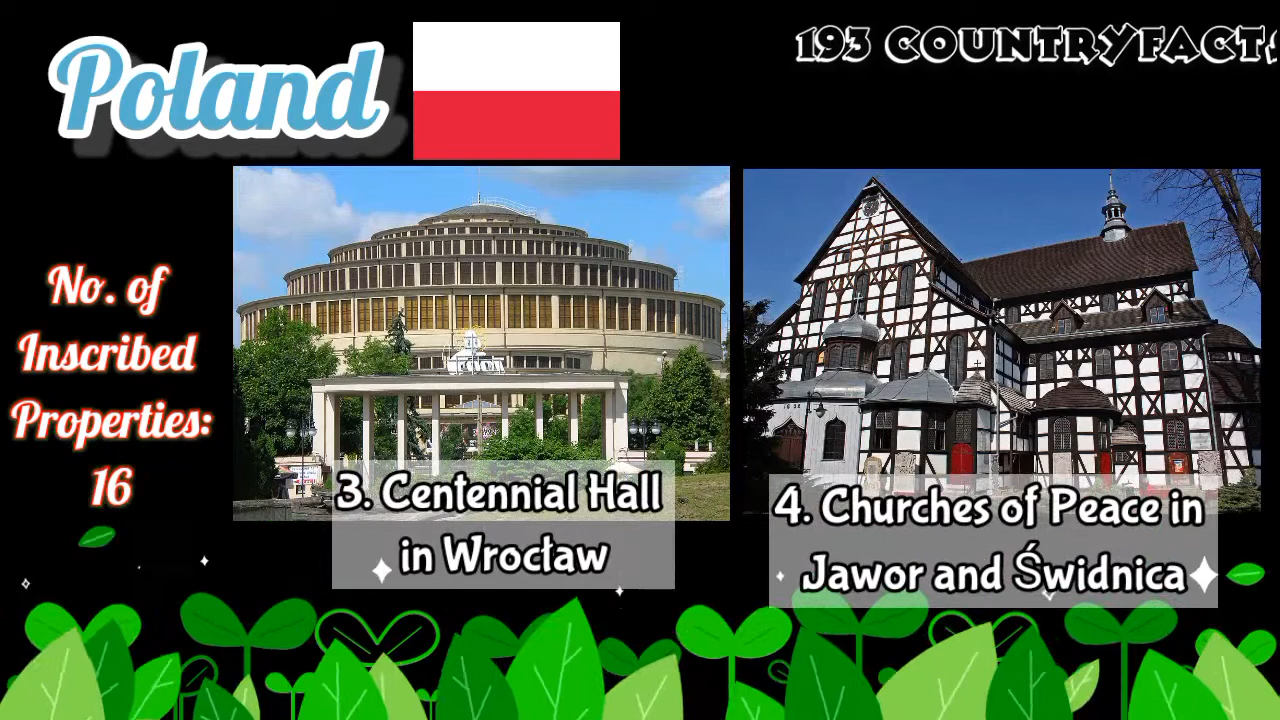 Poland
193 COUNTRYFACTS
No. of
Inscribed
Properties:
16
3. Centennial Hall
in Wrocław
4. Churches of Peace in
Jawor and Świdnica